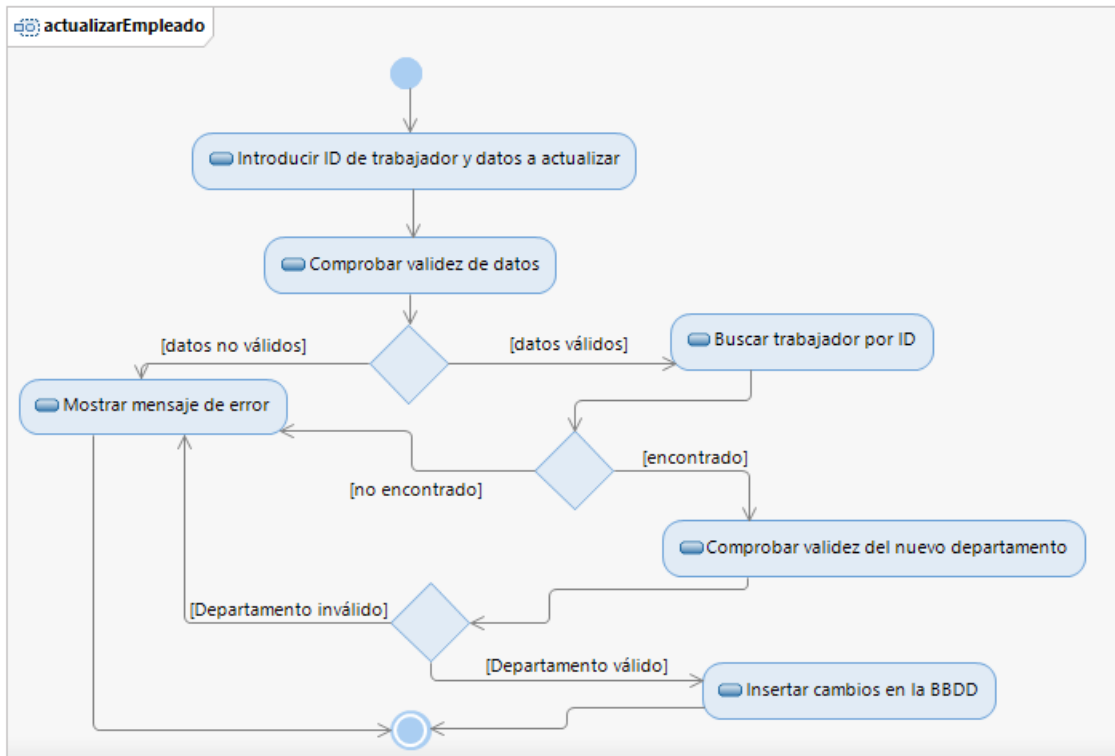 actualizarEmpleado
Introducir ID de trabajador y datos a actualizar
Comprobar validez de datos
[datos no válidos]
[datos válidos]
Buscar trabajador por ID
Mostrar mensaje de error
[no encontrado]
[encontrado]
Comprobar validez del nuevo departamento
[Departamento inválido]
[Departamento válido]
Insertar cambios en la BBDD